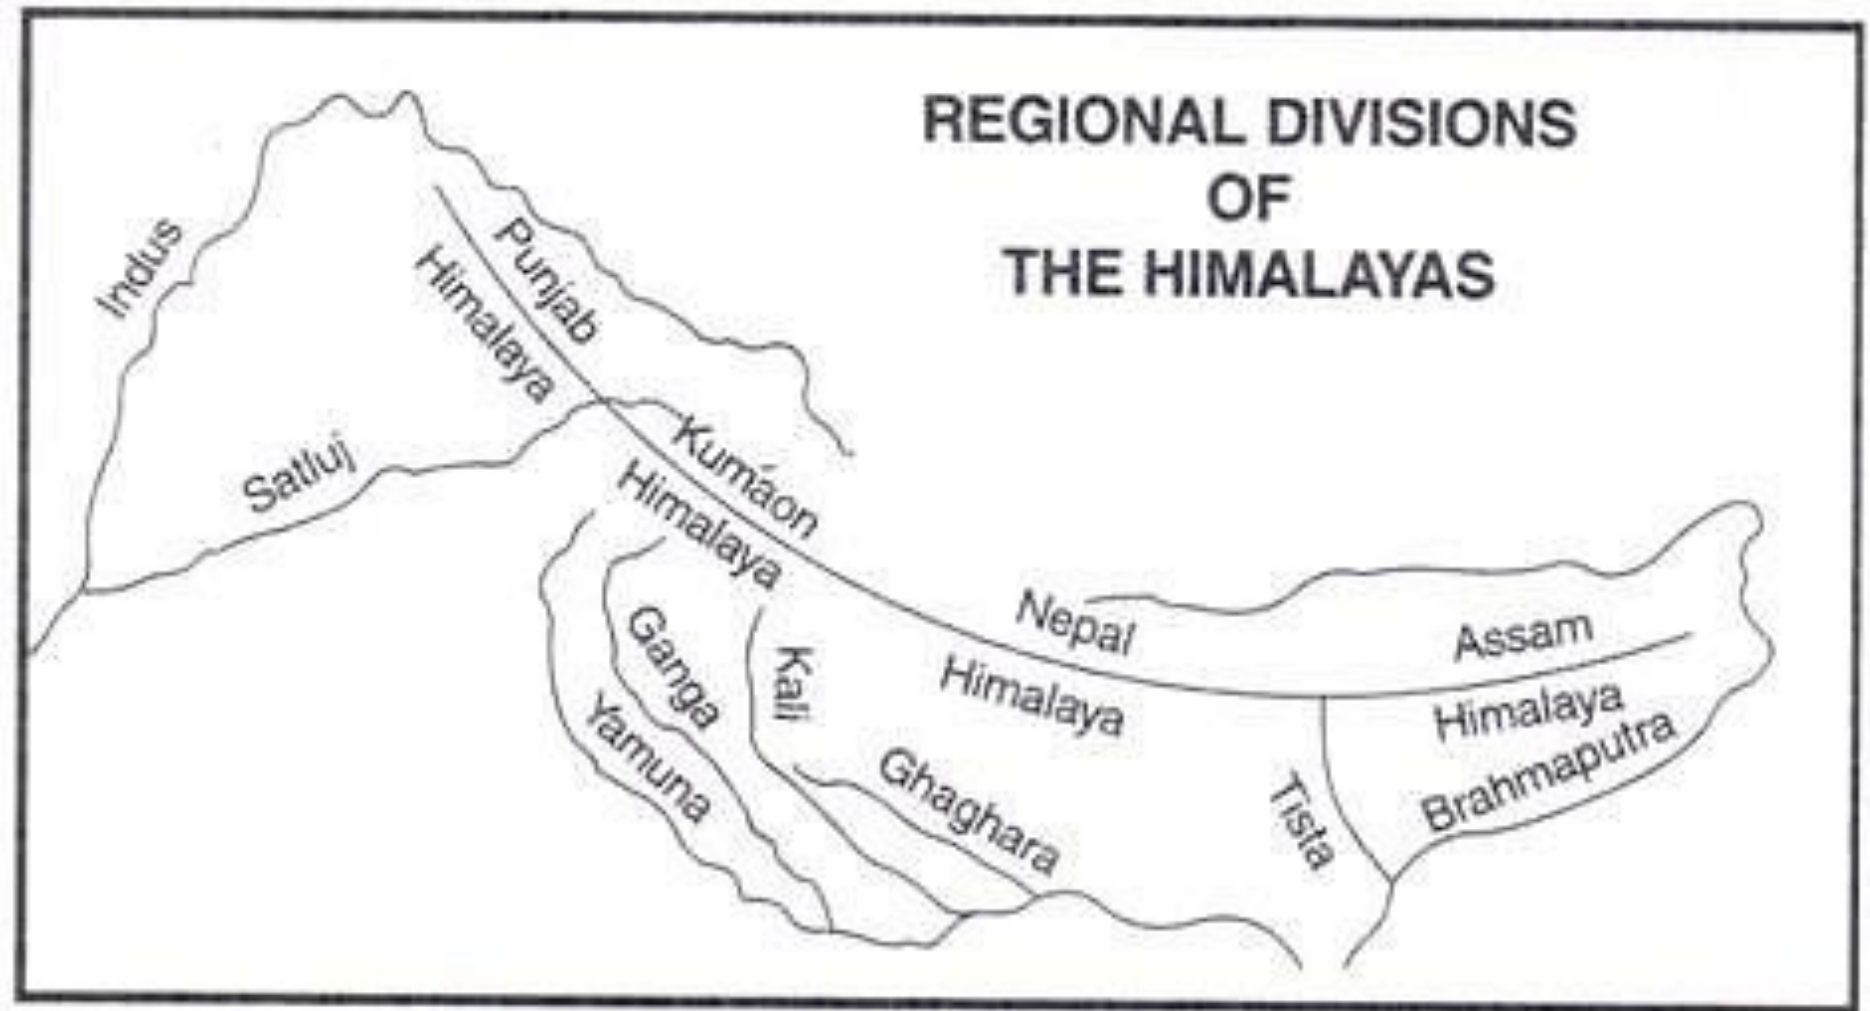 REGIONAL DIVISIONS
OF
THE HIMALAYAS
Indus
Punjab
Himalaya
Satluj
Kumáon
Himalaya
Nepal
Himalaya
Assam
Himalaya
Ganga
Yamuna
Kali
Ghaghara
Tista
Brahmaputra